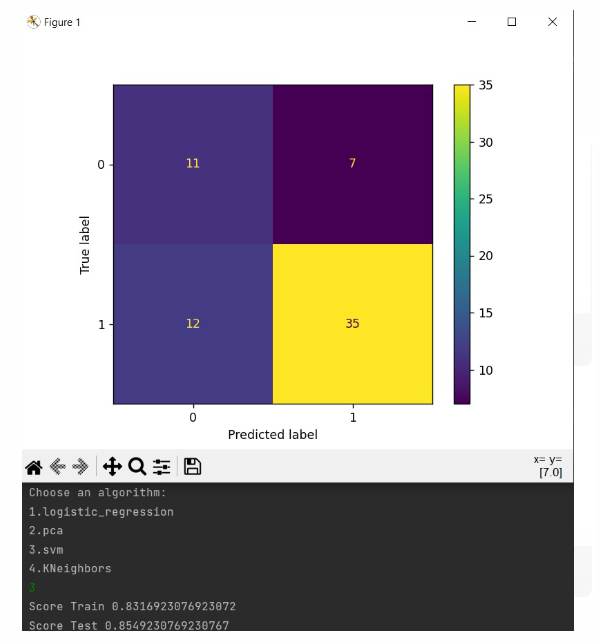 Figure 1
35
30
25
20
15
10
0
1
True label
11
7
12
35
0
1
Predicted label
x= y=
[7.0]
Choose an algorithm:
1.logistic_regression
2.pca
3.svm
4.KNeighbors
3
Score Train 0.8316923076923072
Score Test 0.8549230769230767